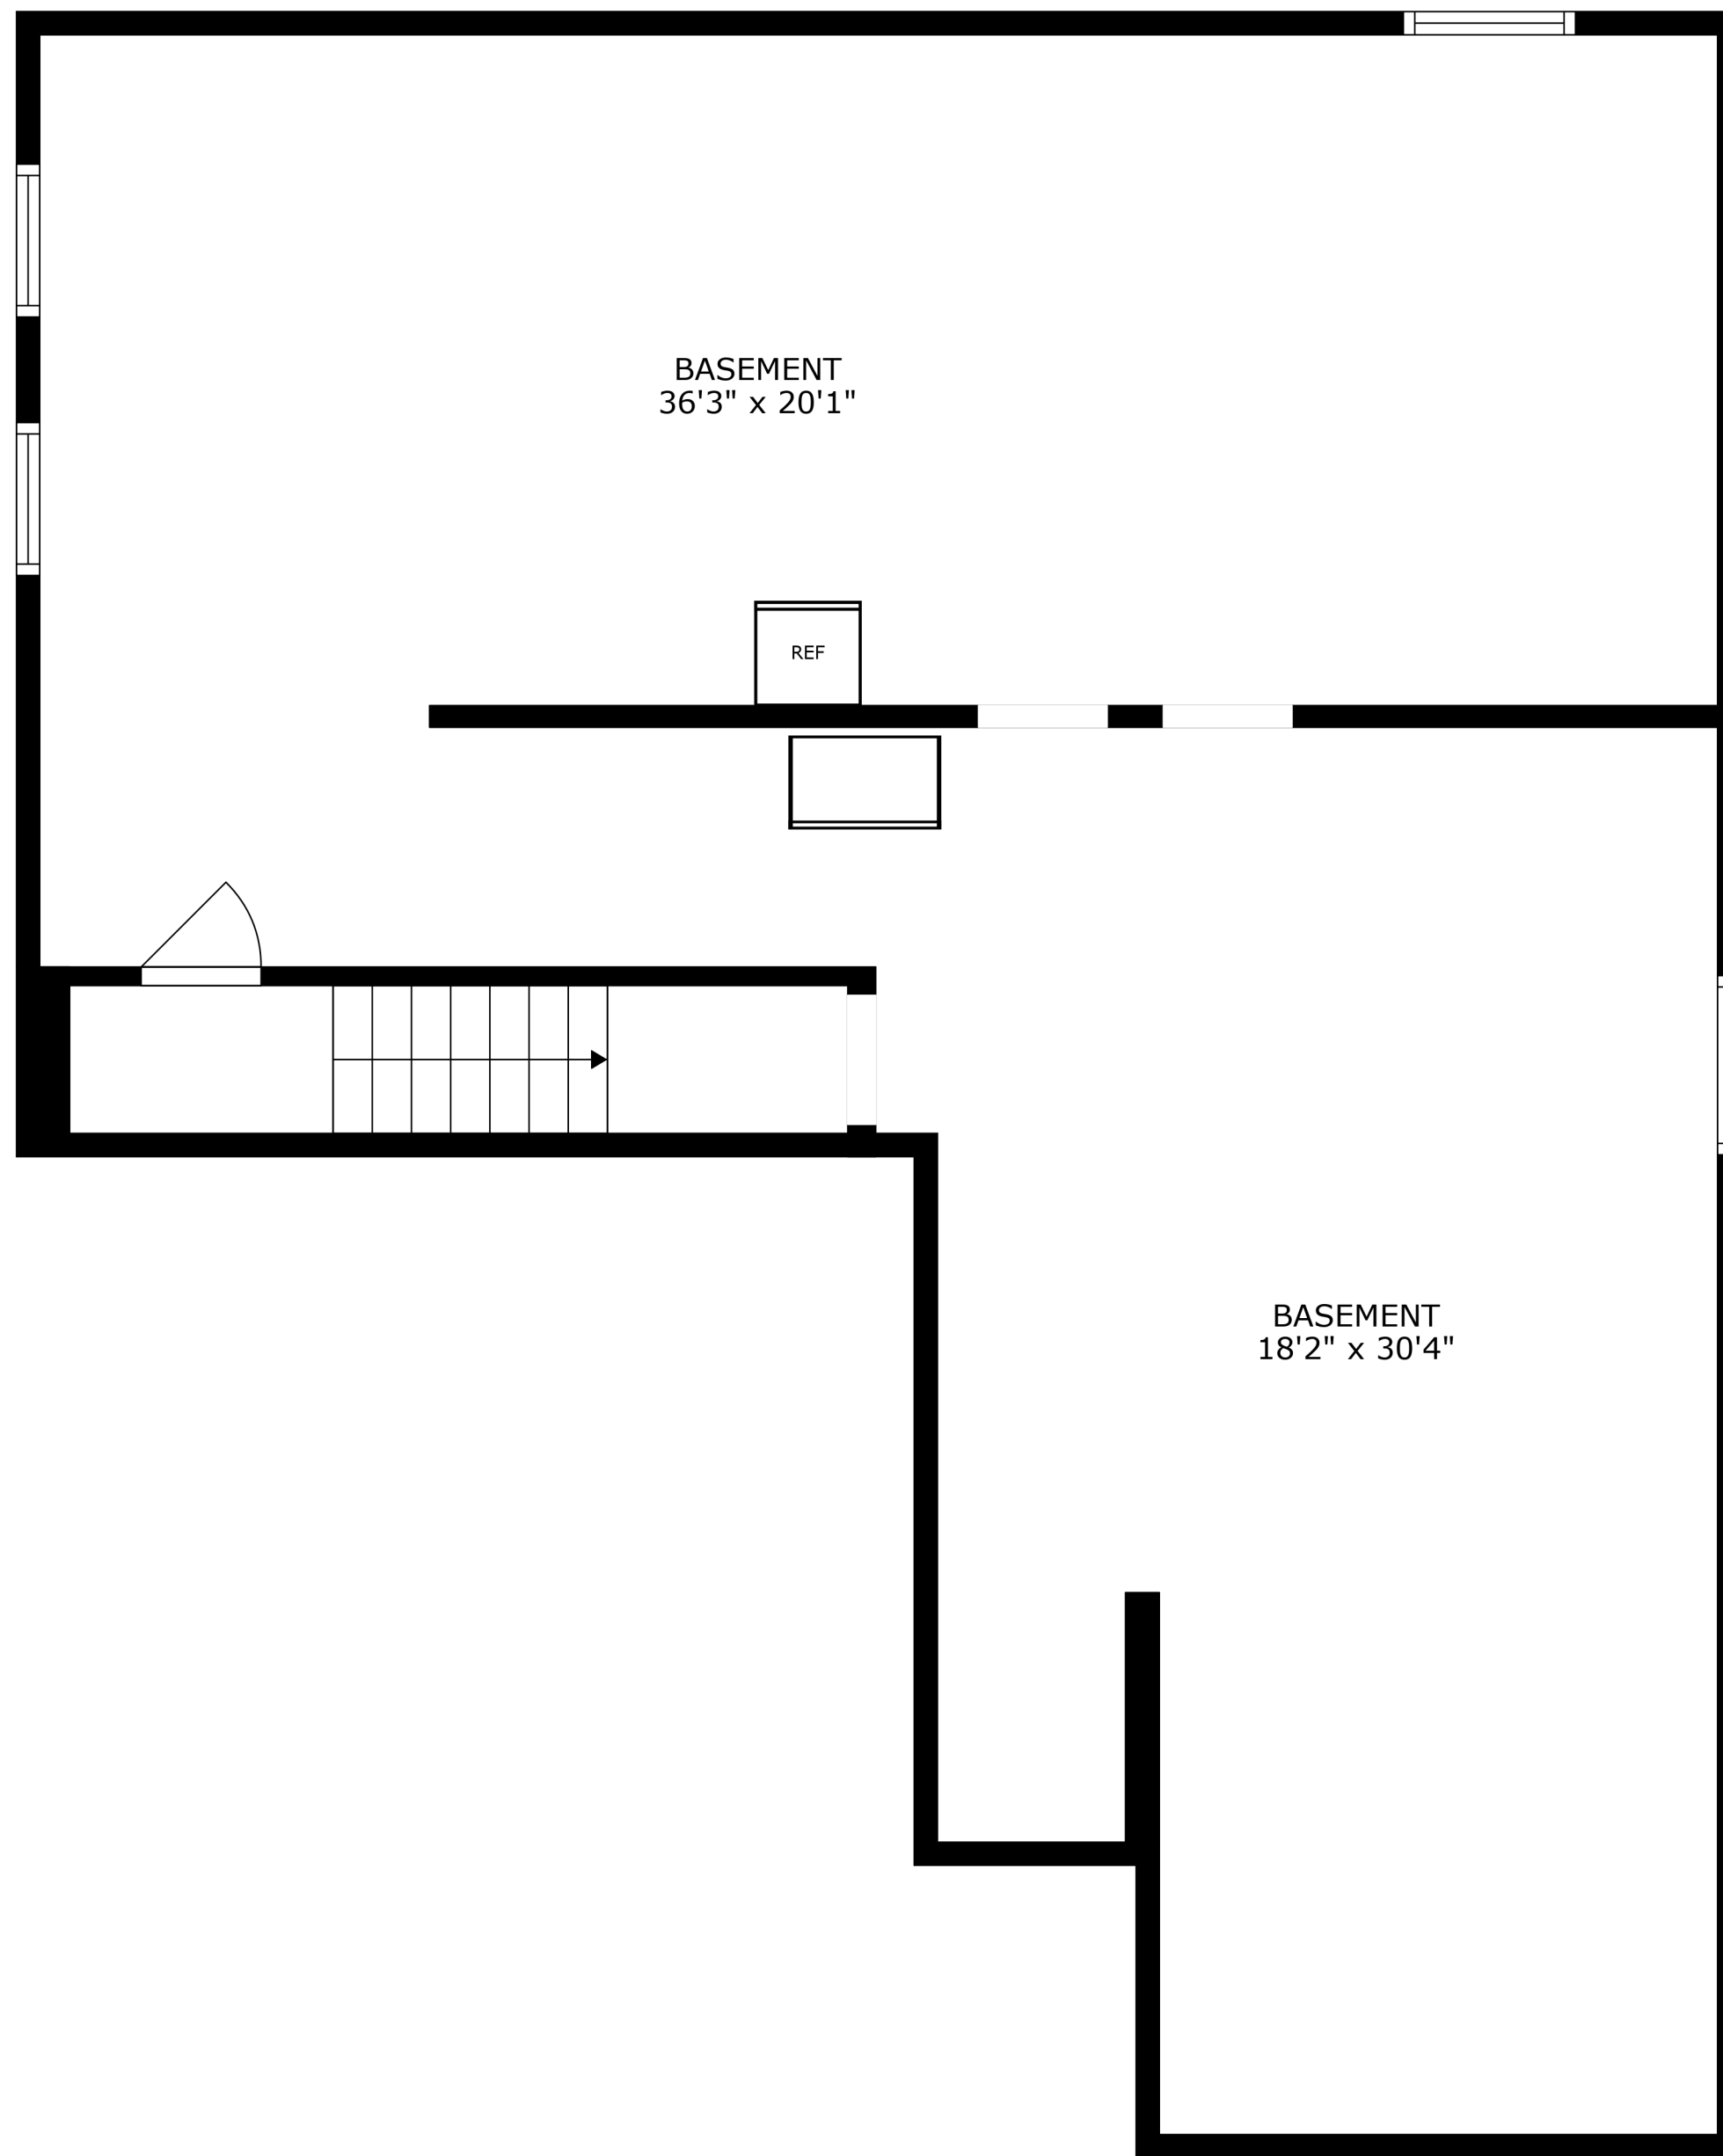 BASEMENT
36'3" x 20'1"
REF
BASEMENT
18'2" x 30'4"